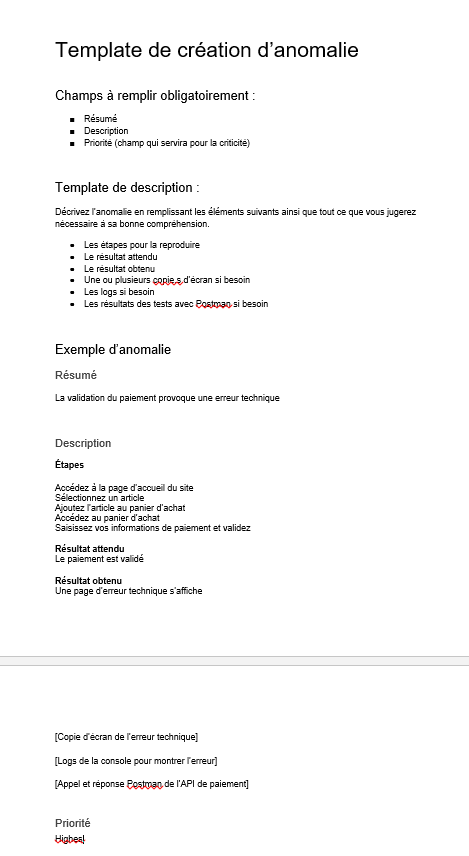 Template de création d'anomalie
Champs à remplir obligatoirement :
Résumé
Description
Priorité (champ qui servira pour la criticité)
Template de description :
Décrivez l'anomalie en remplissant les éléments suivants ainsi que tout ce que vous jugerez
nécessaire à sa bonne compréhension.
Les étapes pour la reproduire
Le résultat attendu
Le résultat obtenu
Une ou plusieurs copie.s d'écran si besoin
Les logs si besoin
Les résultats des tests avec Postman si besoin
Exemple d'anomalie
Résumé
La validation du paiement provoque une erreur technique
Description
Étapes
Accédez à la page d'accueil du site
Sélectionnez un article
Ajoutez l'article au panier d'achat
Accédez au panier d'achat
Saisissez vos informations de paiement et validez
Résultat attendu
Le paiement est validé
Résultat obtenu
Une page d'erreur technique s'affiche
[Copie d'écran de l'erreur technique]
[Logs de la console pour montrer l'erreur]
[Appel et réponse Postman de l'API de paiement]
Priorité
Highest